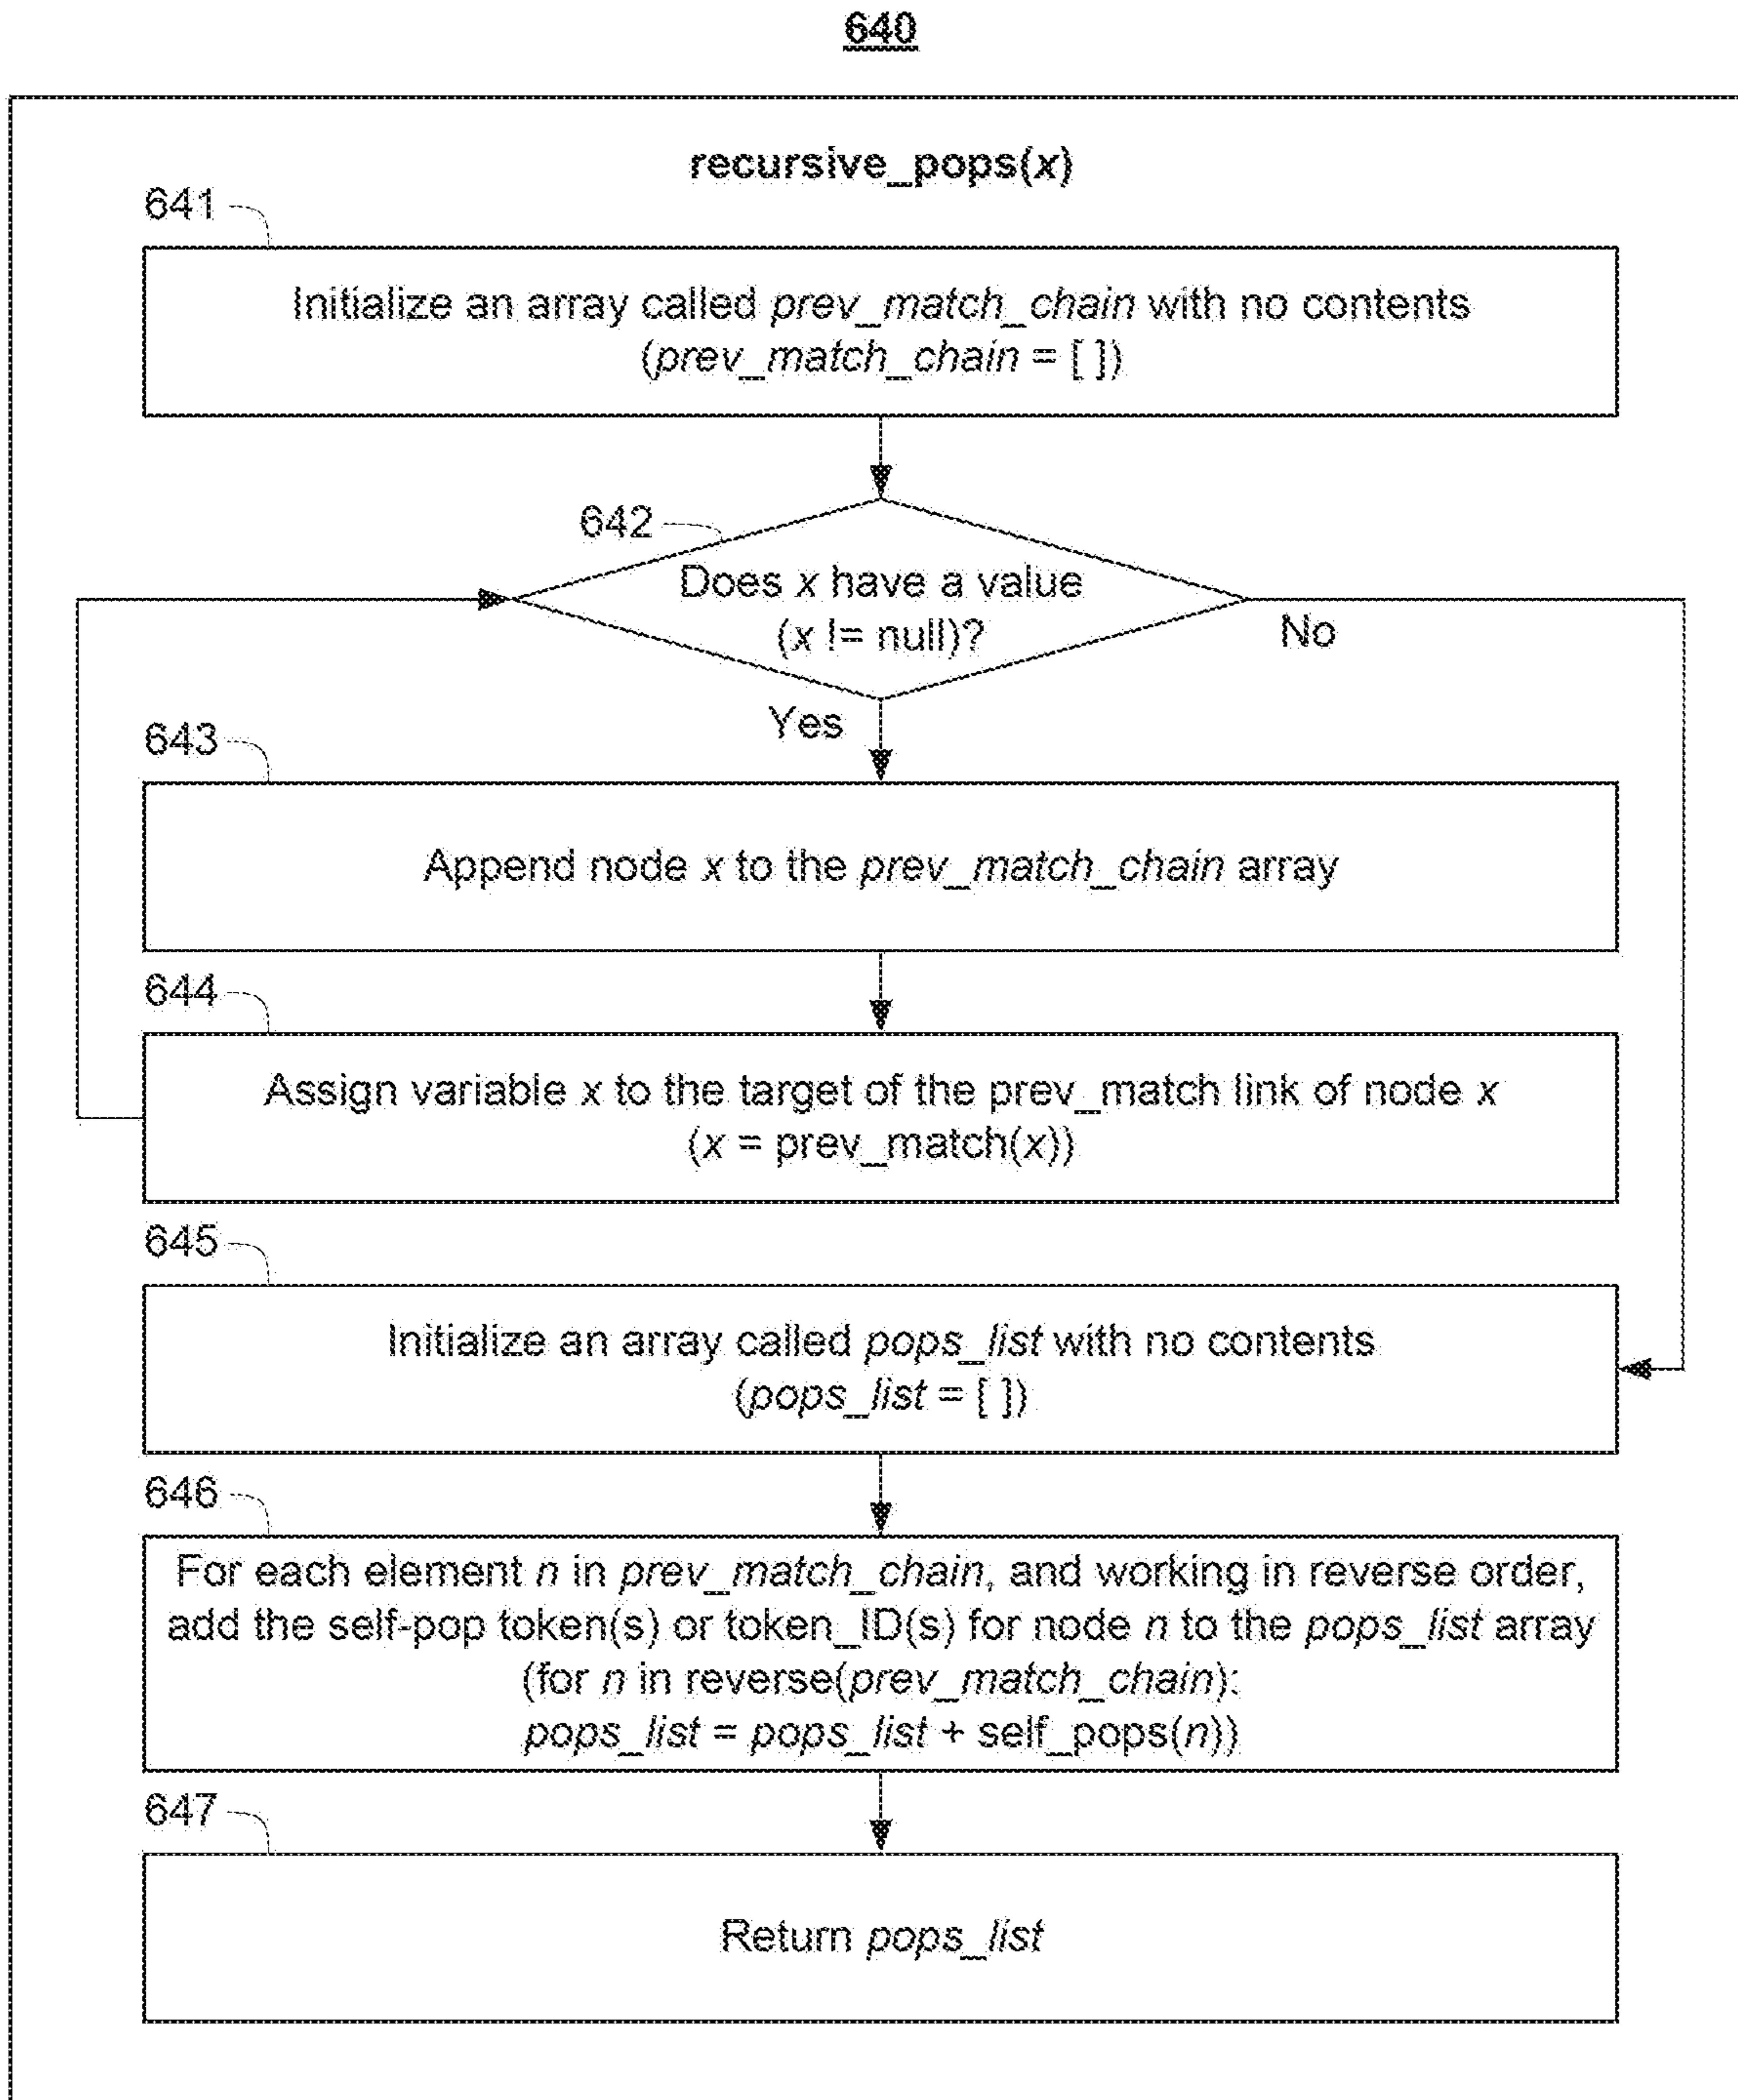 640
recursive_pops(x)
641
Initialize an array called prev_match_chain with no contents
(prev_match_chain = [ ])
642
Does x have a value
(x != null)?
No
Yes
643
Append node x to the prev_match_chain array
644
Assign variable x to the target of the prev_match link of node x
(x = prev_match(x))
645
Initialize an array called pops_list with no contents
(pops_list = [ ])
646
For each element n in prev_match_chain, and working in reverse order,
add the self-pop token(s) or token_ID(s) for node n to the pops_list array
(for n in reverse(prev_match_chain):
pops_list = pops_list + self_pops(n))
647
Return pops_list